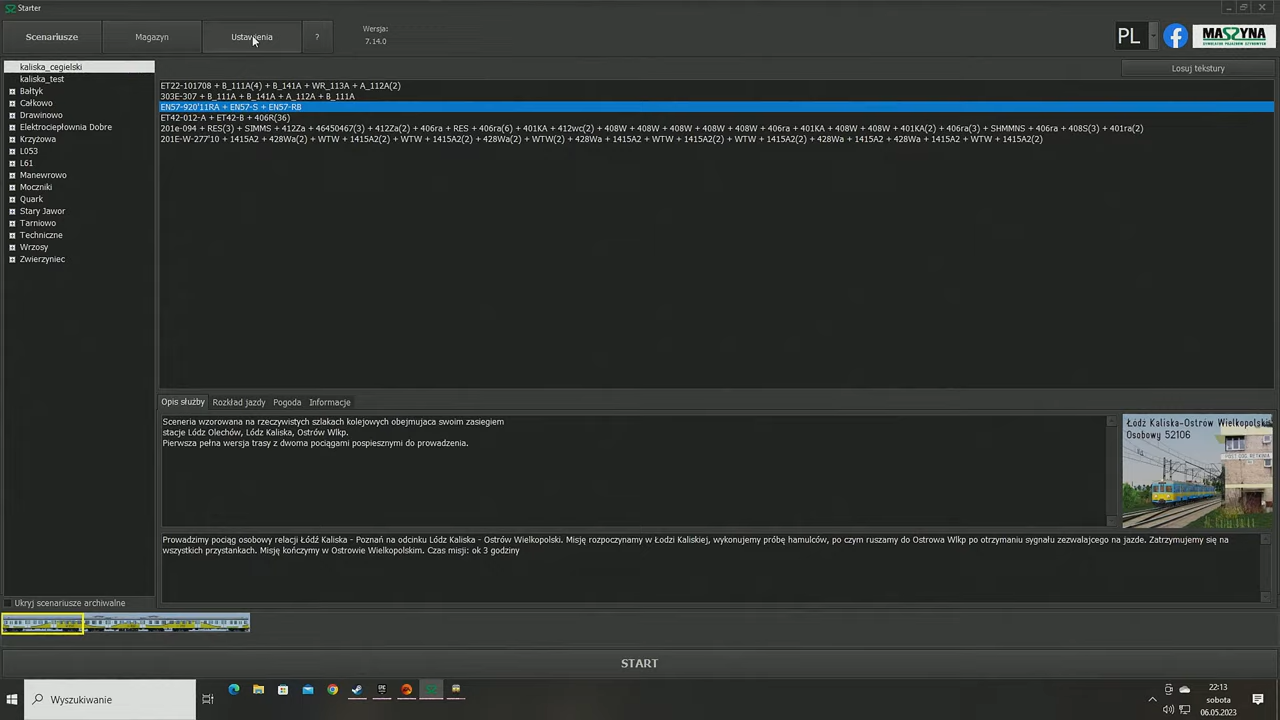 Starter
Scenariusze
Magazyn
Ustawienia
?
Wersja:
7.14.0
PL
MASZYNA
kaliska_cegielski
kaliska_test
Bałtyk
Całkowo
Drawinowo
Elektrociepłownia Dobre
Krzyżowa
L053
L61
Manewrowo
Moczniki
Quark
Stary Jawor
Tarniowo
Techniczne
Wrzosy
Zwierzyniec
Losuj tekstury
ET22-101708 + B_111A(4) + B_141A + WR_113A + A_112A(2)
303E-307 + B_111A + B_141A + A_112A + B_111A
EN57-920'11RA + EN57-S + EN57-RB
ET42-012-A + ET42-B + 406R(36)
201e-094 + RES(3) + SIMMS + 412Za + 46450467(3) + 412Za(2) + 406ra + RES + 406ra(6) + 401KA + 412wc(2) + 408W + 408W + 408W + 408W + 406ra + 401KA + 408W + 408W + 401KA(2) + 406ra(3) + SHMMNS + 406ra + 408S(3) + 401ra(2)
201E-W-277'10 + 1415A2 + 428Wa(2) + WTW + 1415A2(2) + WTW + 1415A2(2) + 428Wa(2) + WTW(2) + 428Wa + 1415A2 + WTW + 1415A2 + WTW + 1415A2(2) + 428Wa + 1415A2 + 428Wa + 1415A2 + WTW + 1415A2(2)
Opis służby
Rozkład jazdy
Pogoda
Informacje
Sceneria wzorowana na rzeczywistych szlakach kolejowych obejmujaca swoim zasiegiem
stacje Lódz Olechów, Lódz Kaliska, Ostrów Wlkp.
Pierwsza pełna wersja trasy z dwoma pociągami pospiesznymi do prowadzenia.
Łódź Kaliska-Ostrów Wielkopolski
Osobowy 52106
Prowadzimy pociąg osobowy relacji Łódź Kaliska - Poznań na odcinku Lódz Kaliska - Ostrów Wielkopolski. Misję rozpoczynamy w Łodzi Kaliskiej, wykonujemy próbę hamulców, po czym ruszamy do Ostrowa Wlkp po otrzymaniu sygnału zezwalajcego na jazde. Zatrzymujemy się na
wszystkich przystankach. Misję kończymy w Ostrowie Wielkopolskim. Czas misji: ok 3 godziny
Ukryj scenariusze archiwalne
START
Wyszukiwanie
22:13
sobota
06.05.2023